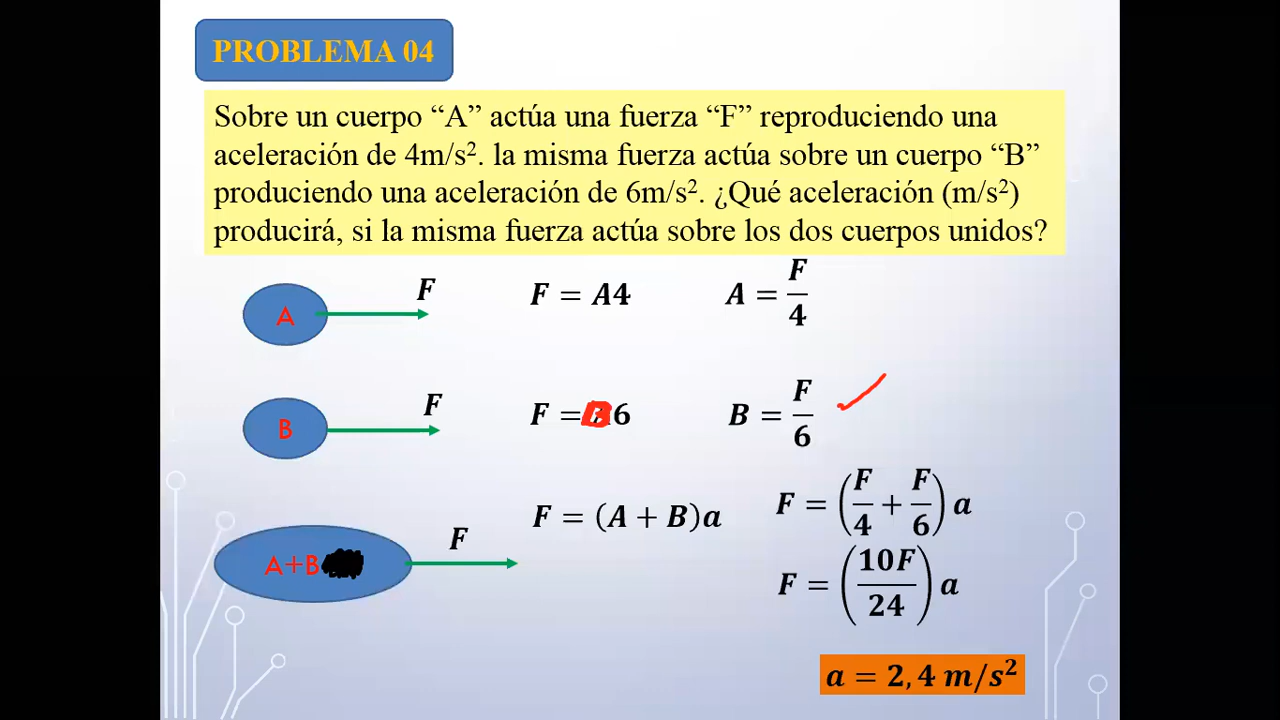 PROBLEMA 04
Sobre un cuerpo “A” actúa una fuerza “F” reproduciendo una
aceleración de 4m/s². la misma fuerza actúa sobre un cuerpo “B”
produciendo una aceleración de 6m/s². ¿Qué aceleración (m/s²)
producirá, si la misma fuerza actúa sobre los dos cuerpos unidos?
A F F = A4 A = F/4
B F F = B6 B = F/6
A+B F F = (A + B)a F = (F/4 + F/6) a
F = (10F/24) a
a = 2,4 m/s²